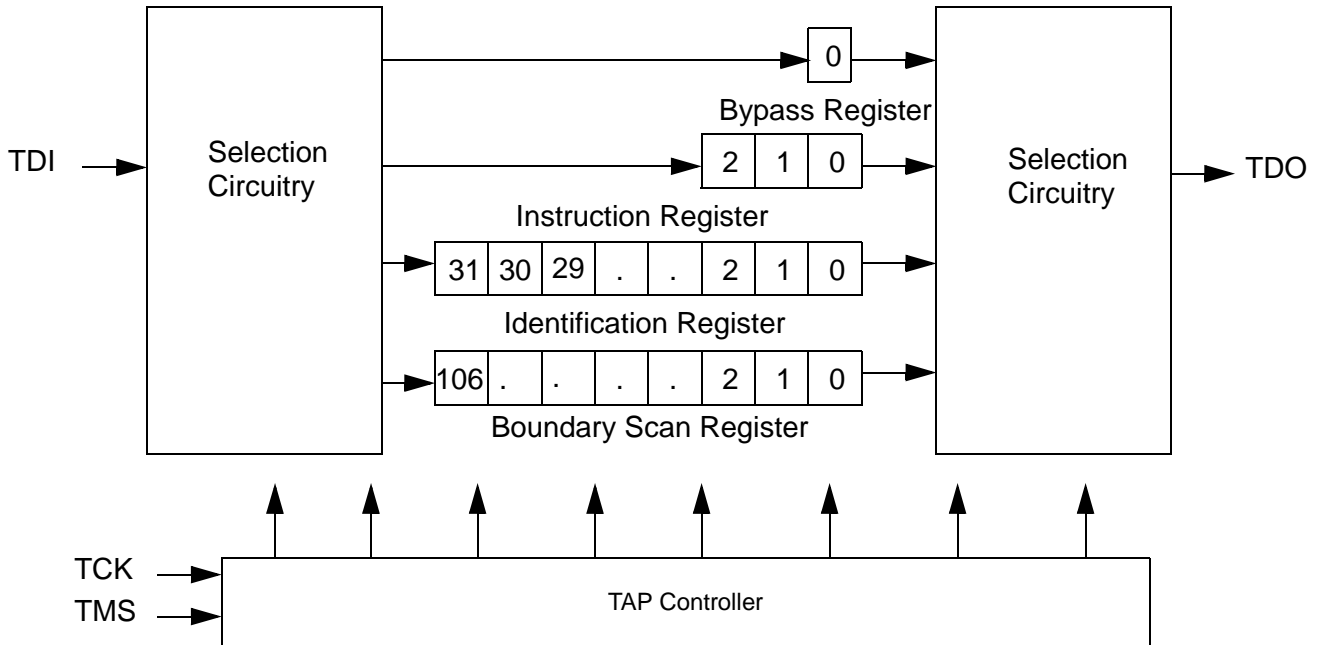 0
Bypass Register
TDI
Selection
Circuitry
2 1 0
Selection
Circuitry
TDO
Instruction Register
31 30 29 . . 2 1 0
Identification Register
106 . . . . 2 1 0
Boundary Scan Register
TCK
TMS
TAP Controller